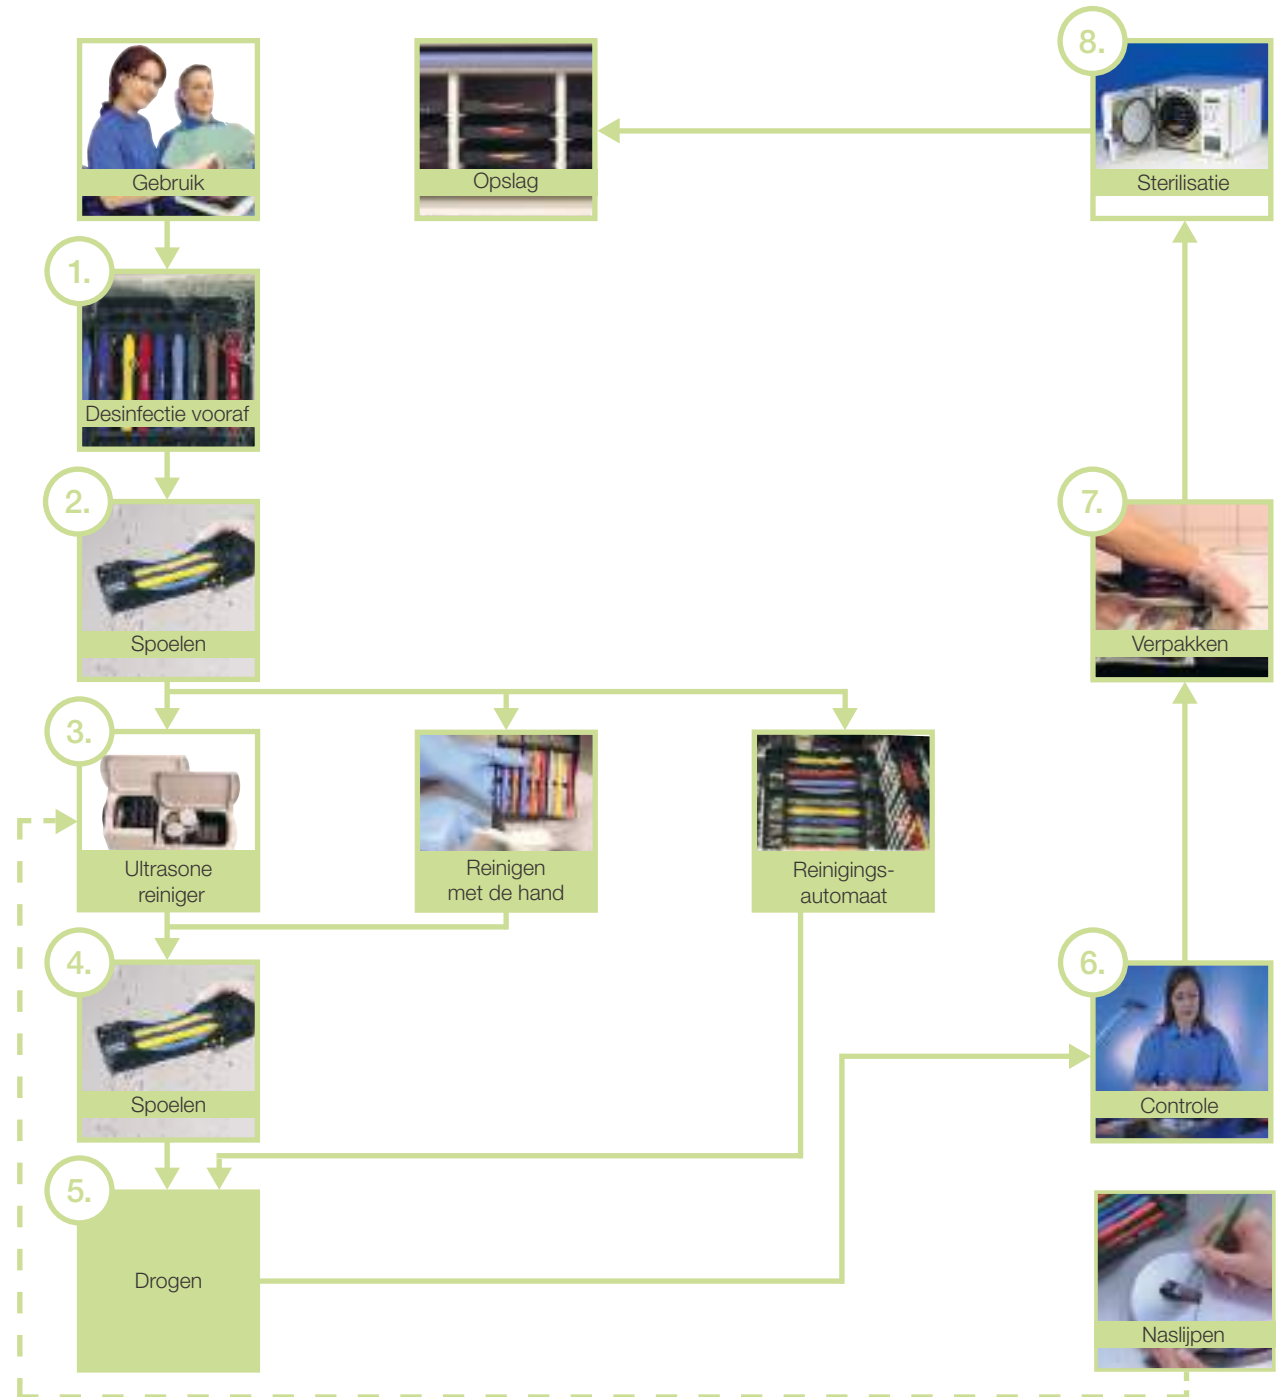 Gebruik
Opslag
8.
Sterilisatie
1.
Desinfectie vooraf
2.
Spoelen
7.
Verpakken
3.
Ultrasone
reiniger
Reinigen
met de hand
Reinigings-
automaat
4.
Spoelen
6.
Controle
5.
Drogen
Naslijpen